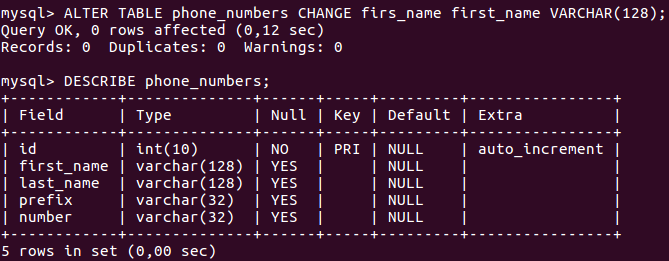 mysql> ALTER TABLE phone_numbers CHANGE firs_name first_name VARCHAR(128);
Query OK, 0 rows affected (0,12 sec)
Records: 0  Duplicates: 0  Warnings: 0

mysql> DESCRIBE phone_numbers;
+------------+--------------+------+-----+---------+----------------+
| Field      | Type         | Null | Key | Default | Extra          |
+------------+--------------+------+-----+---------+----------------+
| id         | int(10)      | NO   | PRI | NULL    | auto_increment |
| first_name | varchar(128) | YES  |     | NULL    |                |
| last_name  | varchar(128) | YES  |     | NULL    |                |
| prefix     | varchar(32)  | YES  |     | NULL    |                |
| number     | varchar(32)  | YES  |     | NULL    |                |
+------------+--------------+------+-----+---------+----------------+
5 rows in set (0,00 sec)